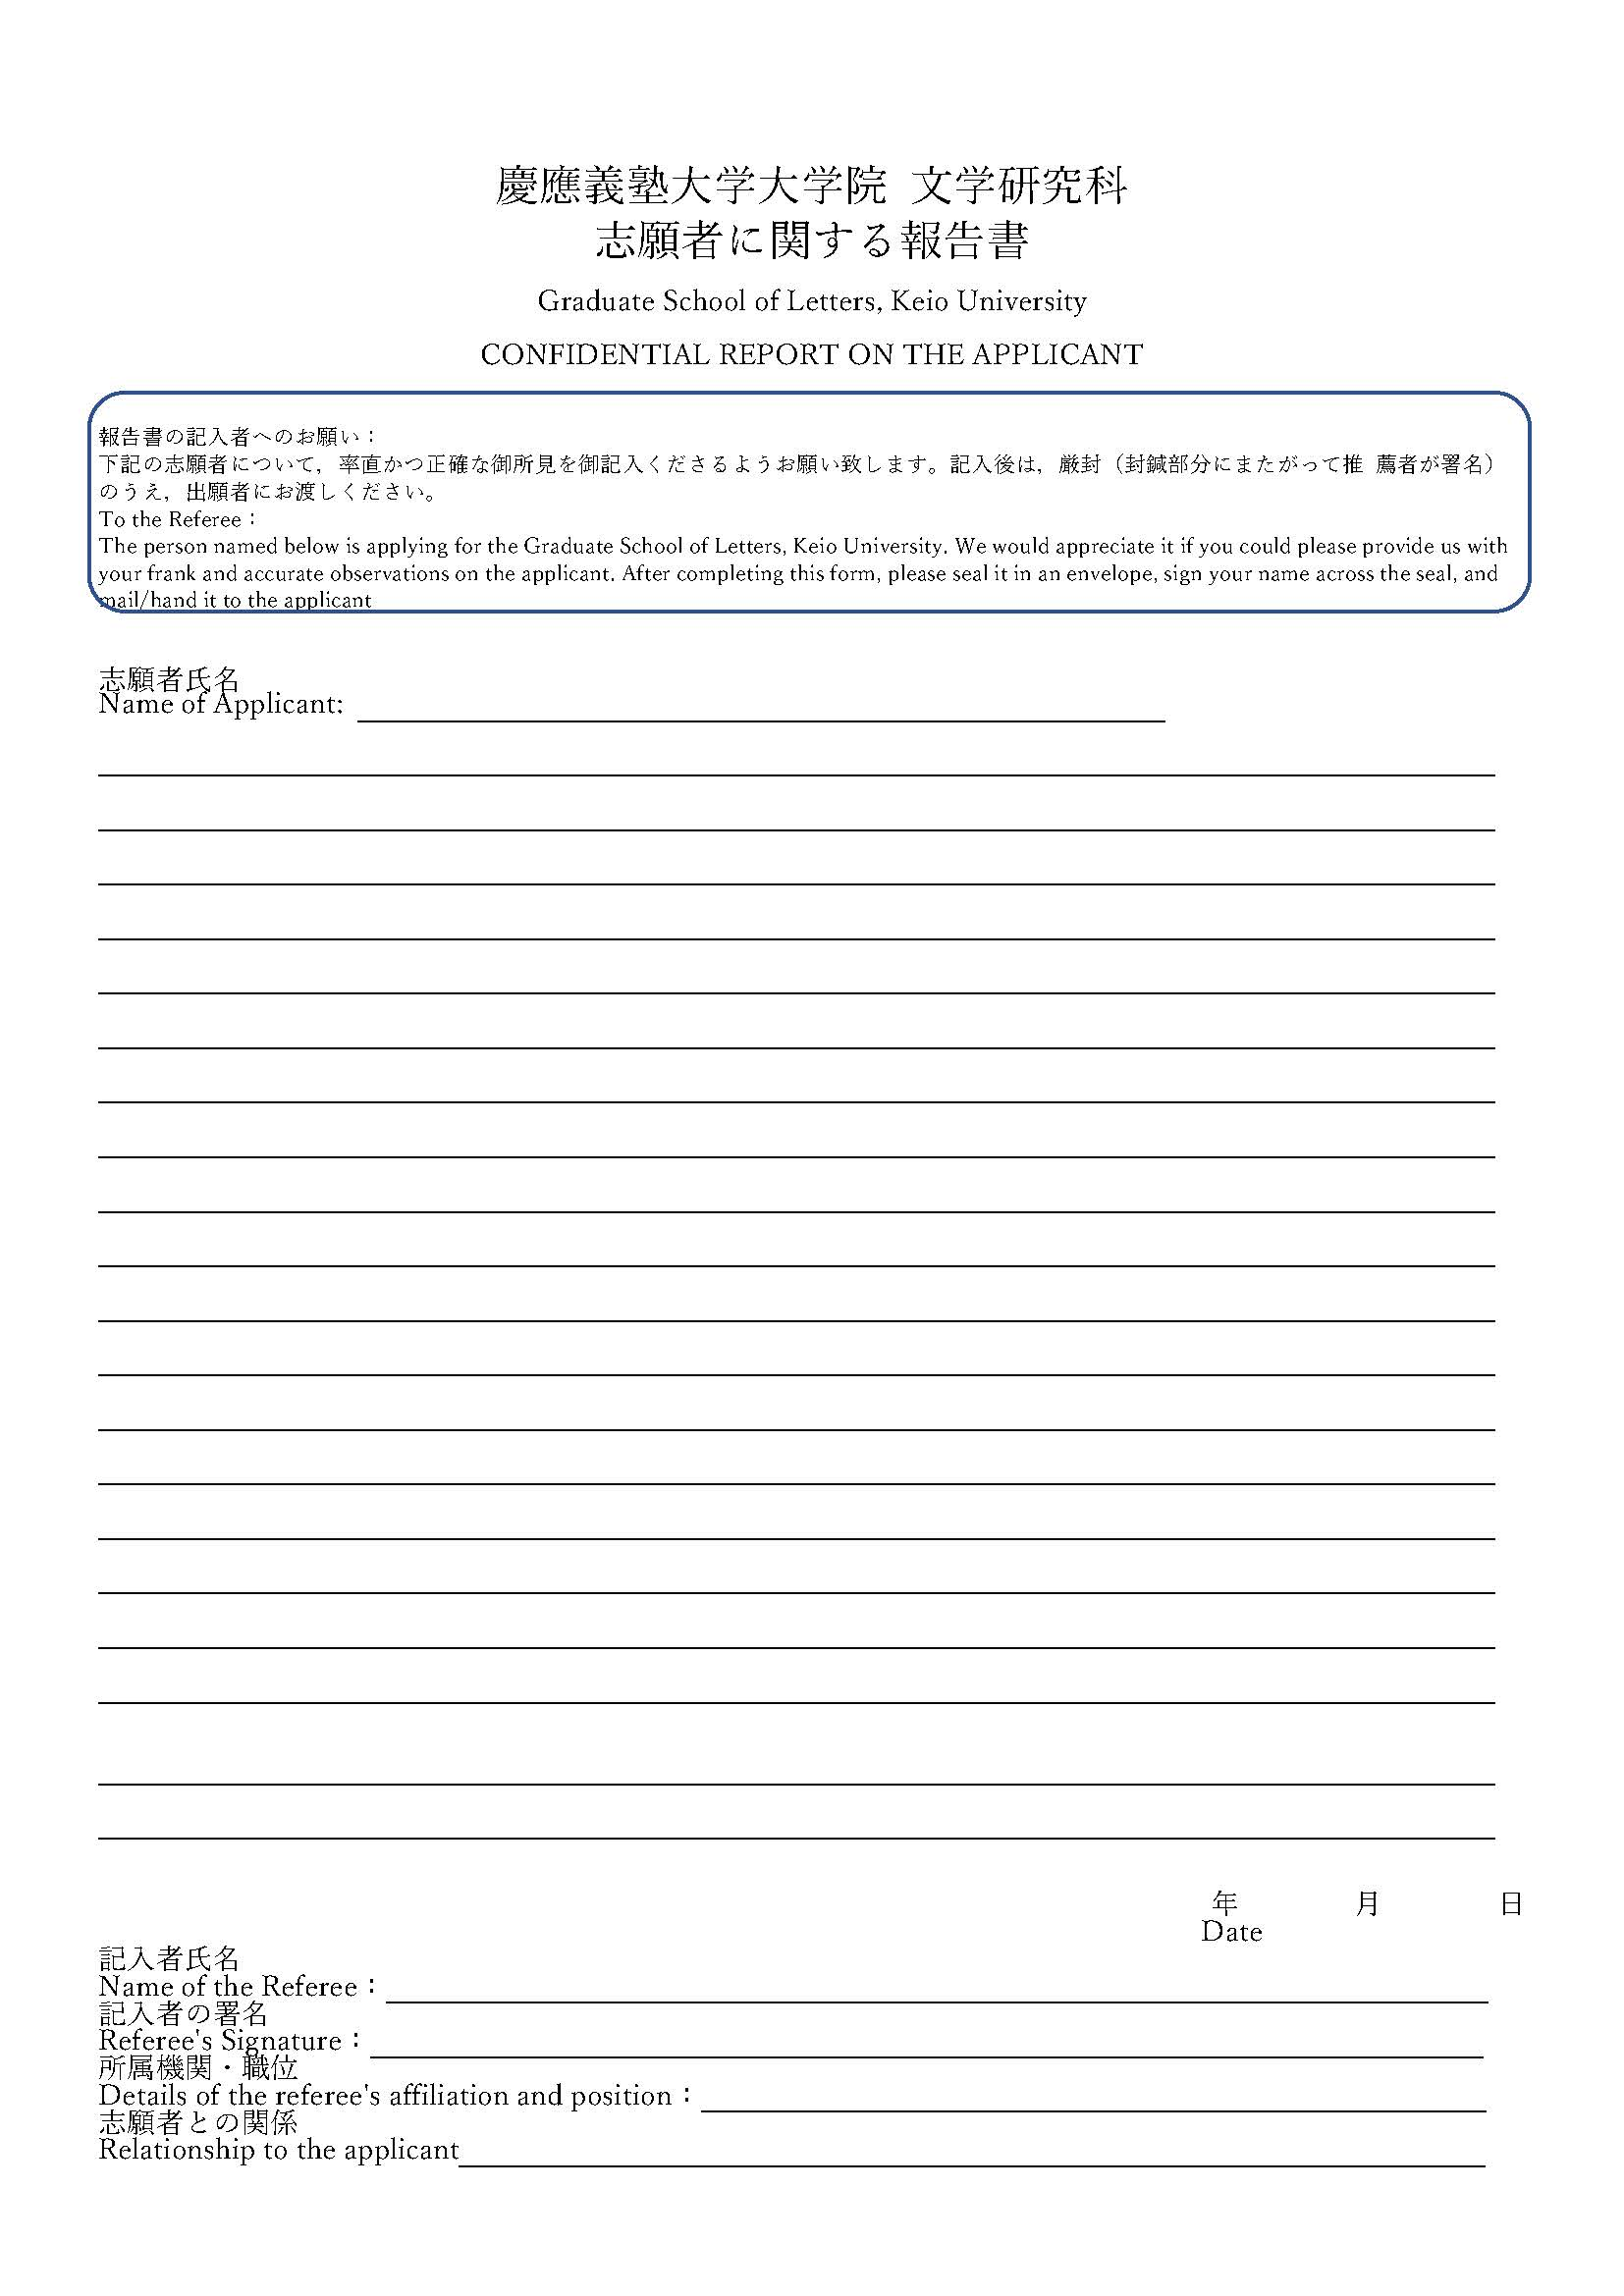 慶應義塾大学大学院 文学研究科
志願者に関する報告書
Graduate School of Letters, Keio University
CONFIDENTIAL REPORT ON THE APPLICANT
報告書の記入者へのお願い：
下記の志願者について，率直かつ正確な御所見を御記入くださるようお願い致します。記入後は，厳封（封緘部分にまたがって推 薦者が署名）
のうえ，出願者にお渡しください。
To the Referee：
The person named below is applying for the Graduate School of Letters, Keio University. We would appreciate it if you could please provide us with
your frank and accurate observations on the applicant. After completing this form, please seal it in an envelope, sign your name across the seal, and
mail/hand it to the applicant
志願者氏名
Name of Applicant:
年 月 日
Date
記入者氏名
Name of the Referee：
記入者の署名
Referee's Signature：
所属機関・職位
Details of the referee's affiliation and position：
志願者との関係
Relationship to the applicant